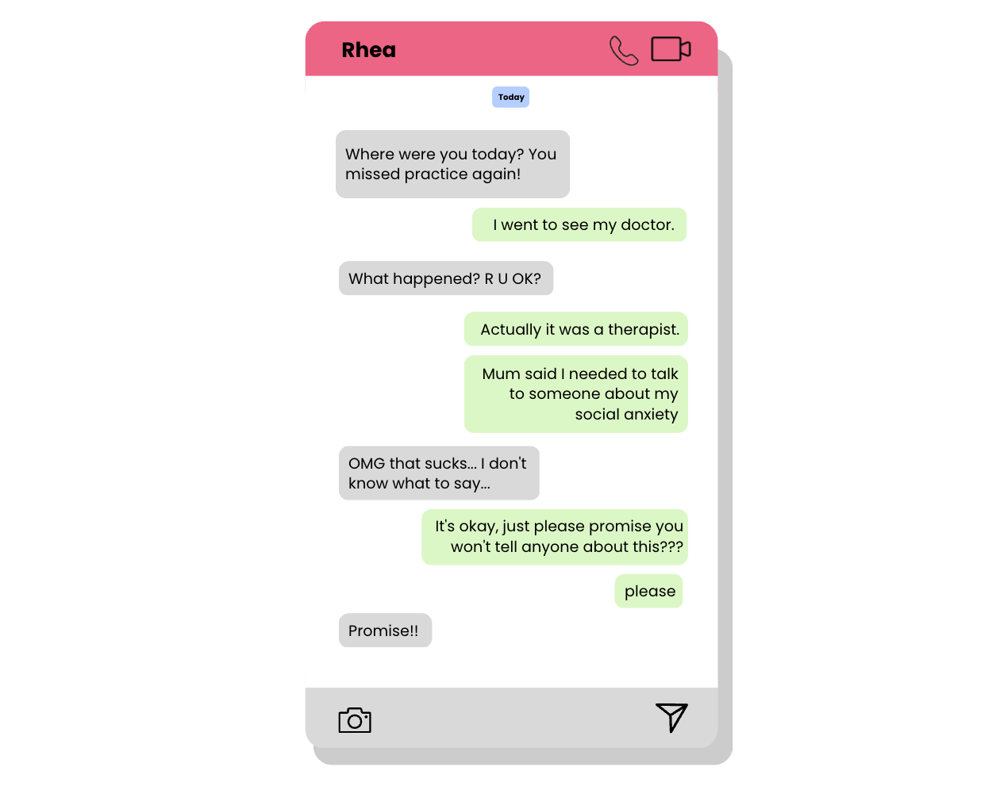 Rhea
Today
Where were you today? You
missed practice again!
I went to see my doctor.
What happened? R U OK?
Actually it was a therapist.
Mum said I needed to talk
to someone about my
social anxiety
OMG that sucks... I don't
know what to say...
It's okay, just please promise you
won't tell anyone about this???
please
Promise!!